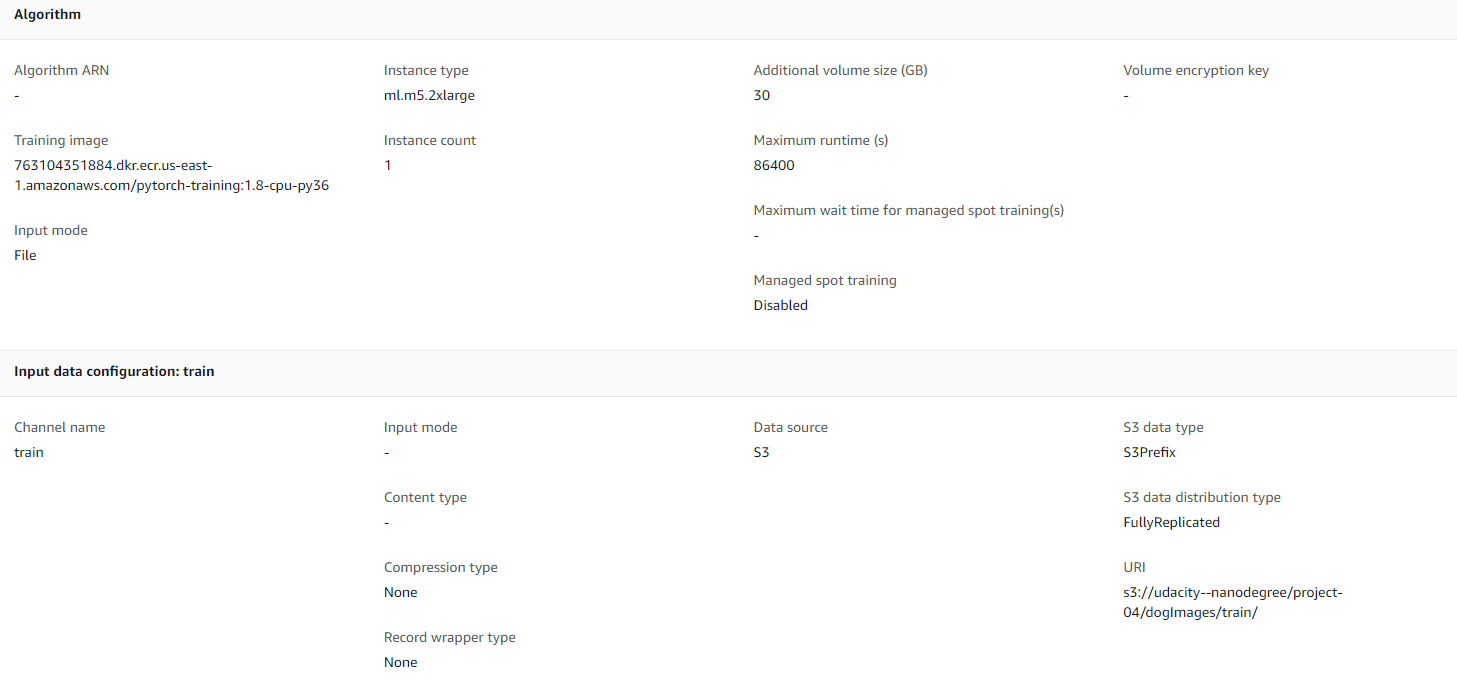 Algorithm
Algorithm ARN
-
Training image
763104351884.dkr.ecr.us-east-
1.amazonaws.com/pytorch-training:1.8-cpu-py36
Input mode
File
Instance type
ml.m5.2xlarge
Instance count
1
Additional volume size (GB)
30
Maximum runtime (s)
86400
Maximum wait time for managed spot training(s)
-
Managed spot training
Disabled
Volume encryption key
-
Input data configuration: train
Channel name
train
Input mode
-
Content type
-
Compression type
None
Record wrapper type
None
Data source
S3
S3 data type
S3Prefix
S3 data distribution type
FullyReplicated
URI
s3://udacity--nanodegree/project-
04/dogImages/train/